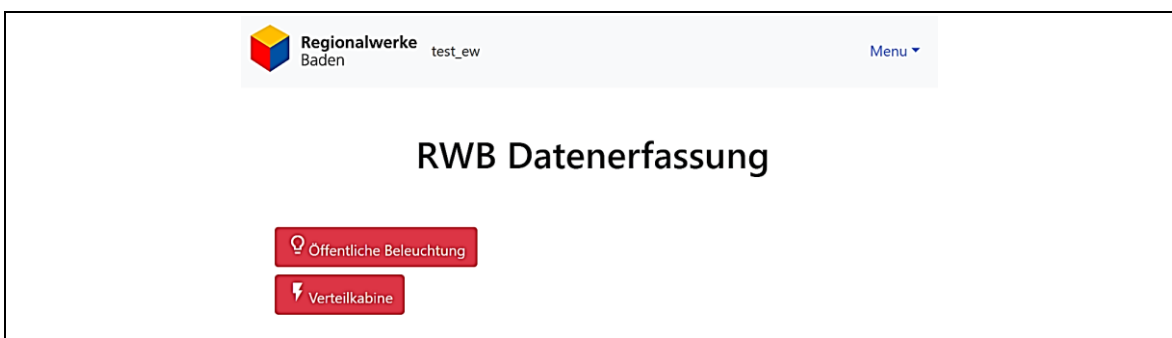 Regionalwerke
Baden
test_ew
Menu
RWB Datenerfassung
Öffentliche Beleuchtung
Verteilkabine